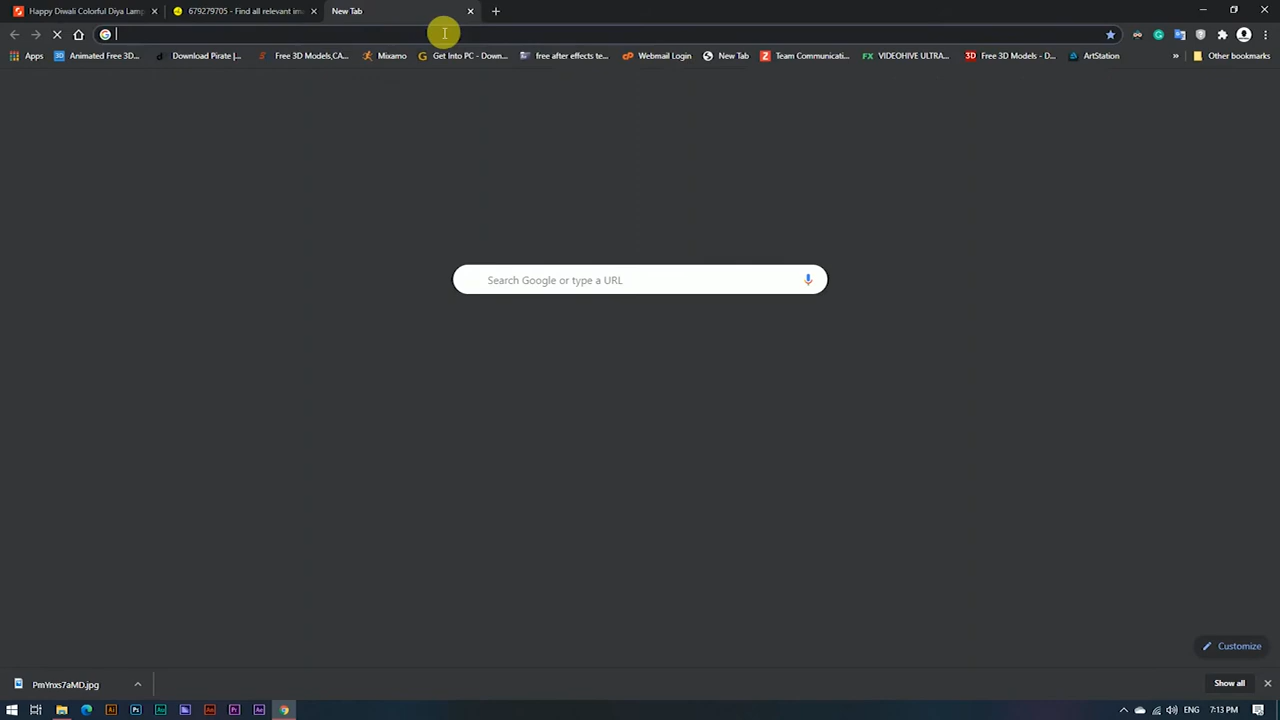 Happy Diwali Colorful Diya Lamp
679279705 - Find all relevant ima
New Tab
Apps
Animated Free 3D...
Download Pirate |...
Free 3D Models,CA...
Mixamo
Get Into PC - Down...
free after effects te...
Webmail Login
New Tab
Team Communicati...
VIDEOHIVE ULTRA...
Free 3D Models - D...
ArtStation
»
Other bookmarks
Search Google or type a URL
Customize
PmYnxs7aMD.jpg
Show all
7:13 PM
ENG